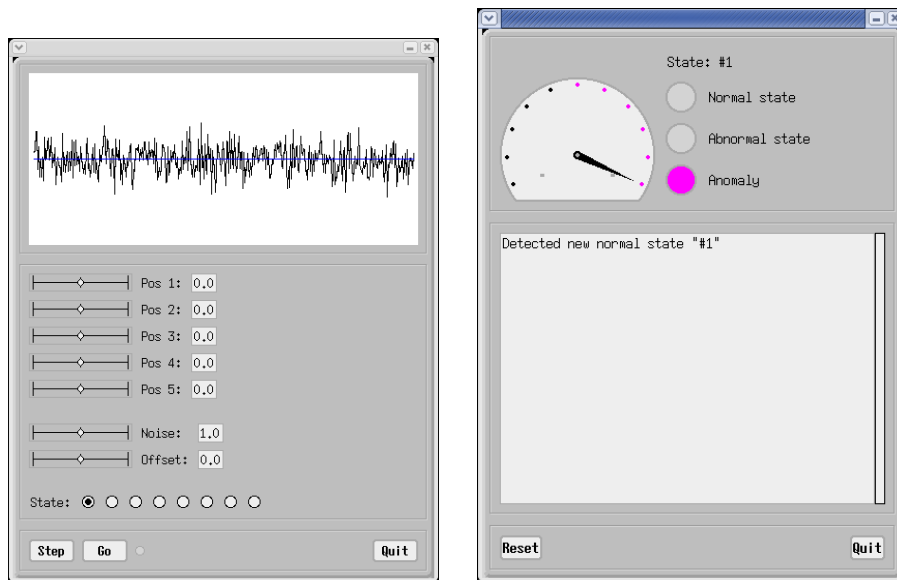 Pos 1: 0.0
Pos 2: 0.0
Pos 3: 0.0
Pos 4: 0.0
Pos 5: 0.0
Noise: 1.0
Offset: 0.0
State:
Step Go Quit
State: #1
Normal state
Abnormal state
Anomaly
Detected new normal state "#1"
Reset Quit